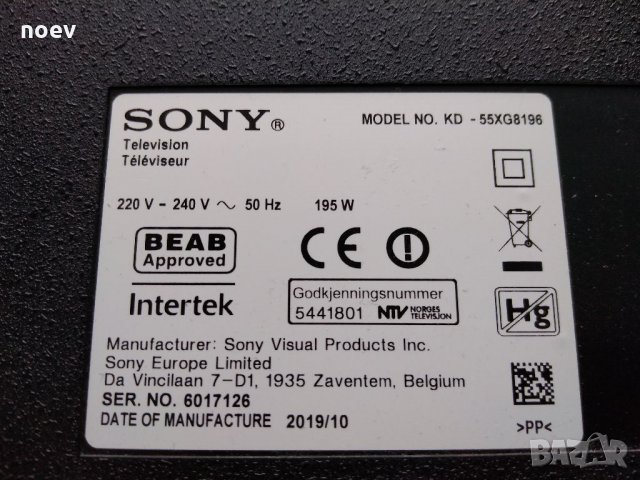 noev
SONY®
MODEL NO. KD - 55XG8196
Television
Téléviseur
220 V - 240 V ~ 50 Hz 195 W
BEAB
Approved
CE
Intertek
Godkjenningsnummer
5441801 NTV NORGES TELEVISJON
Hg
Manufacturer: Sony Visual Products Inc.
Sony Europe Limited
Da Vincilaan 7-D1, 1935 Zaventem, Belgium
SER. NO. 6017126
DATE OF MANUFACTURE 2019/10
>PP<
BAZAR
bg